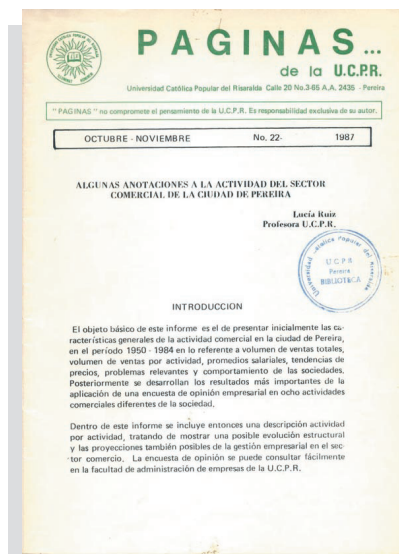 PAGINAS...
de la U.C.P.R.
Universidad Católica Popular del Risaralda Calle 20 No.3-65 A.A. 2435 - Pereira
"PAGINAS" no compromete el pensamiento de la U.C.P.R. Es responsabilidad exclusiva de su autor.
OCTUBRE - NOVIEMBRE No. 22- 1987
ALGUNAS ANOTACIONES A LA ACTIVIDAD DEL SECTOR
COMERCIAL DE LA CIUDAD DE PEREIRA
Lucía Ruiz
Profesora U.C.P.R.
Universidad Católica Popular del Risaralda
U C P R
Pereira
BIBLIOTECA
INTRODUCCION
El objeto básico de este informe es el de presentar inicialmente las ca-
racterísticas generales de la actividad comercial en la ciudad de Pereira,
en el período 1950 - 1984 en lo referente a volumen de ventas totales,
volumen de ventas por actividad, promedios salariales, tendencias de
precios, problemas relevantes y comportamiento de las sociedades.
Posteriormente se desarrollan los resultados más importantes de la
aplicación de una encuesta de opinión empresarial en ocho actividades
comerciales diferentes de la sociedad.
Dentro de este informe se incluye entonces una descripción actividad
por actividad, tratando de mostrar una posible evolución estructural
y las proyecciones también posibles de la gestión empresarial en el sec-
tor comercio. La encuesta de opinión se puede consultar fácilmente
en la facultad de administración de empresas de la U.C.P.R.